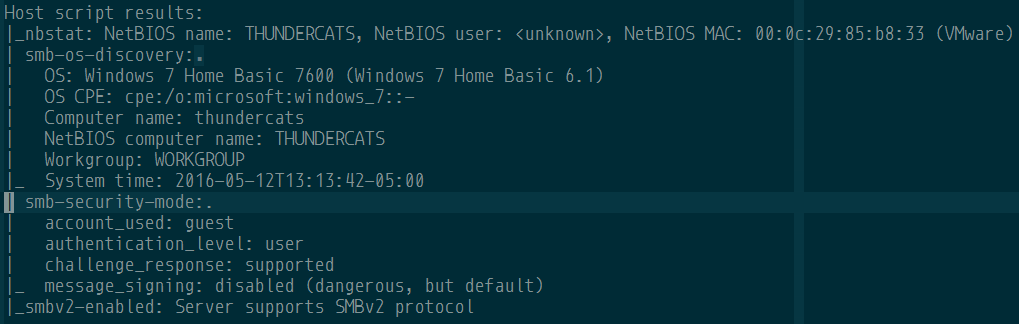 Host script results:
|_nbstat: NetBIOS name: THUNDERCATS, NetBIOS user: <unknown>, NetBIOS MAC: 00:0c:29:85:b8:33 (VMware)
| smb-os-discovery:.
|   OS: Windows 7 Home Basic 7600 (Windows 7 Home Basic 6.1)
|   OS CPE: cpe:/o:microsoft:windows_7::-
|   Computer name: thundercats
|   NetBIOS computer name: THUNDERCATS
|   Workgroup: WORKGROUP
|_  System time: 2016-05-12T13:13:42-05:00
| smb-security-mode:.
|   account_used: guest
|   authentication_level: user
|   challenge_response: supported
|_  message_signing: disabled (dangerous, but default)
|_smbv2-enabled: Server supports SMBv2 protocol